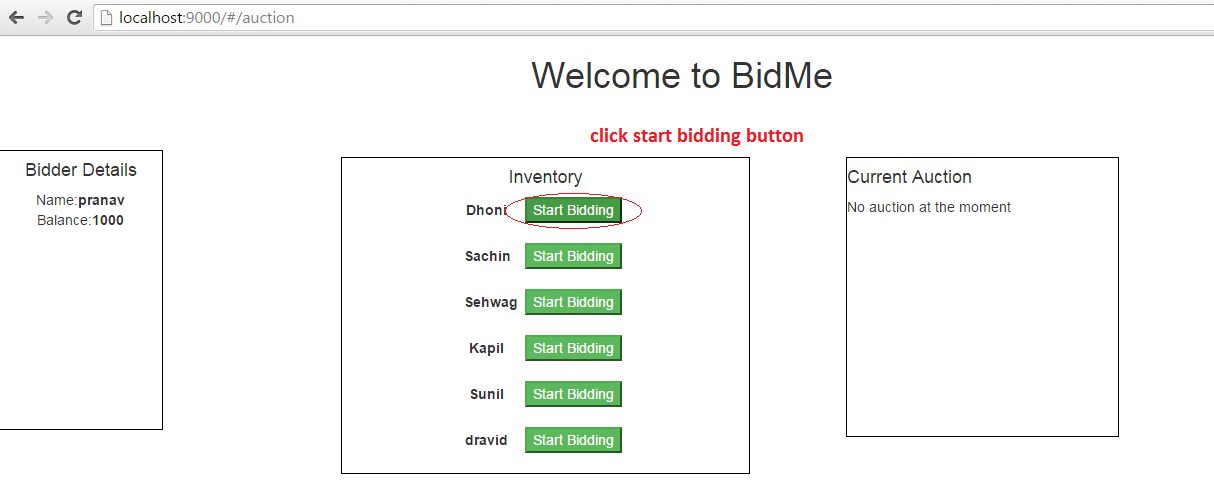 localhost:9000/#/auction
Welcome to BidMe
click start bidding button
Bidder Details
Name:pranav
Balance:1000
Inventory
Dhoni Start Bidding
Sachin Start Bidding
Sehwag Start Bidding
Kapil Start Bidding
Sunil Start Bidding
dravid Start Bidding
Current Auction
No auction at the moment